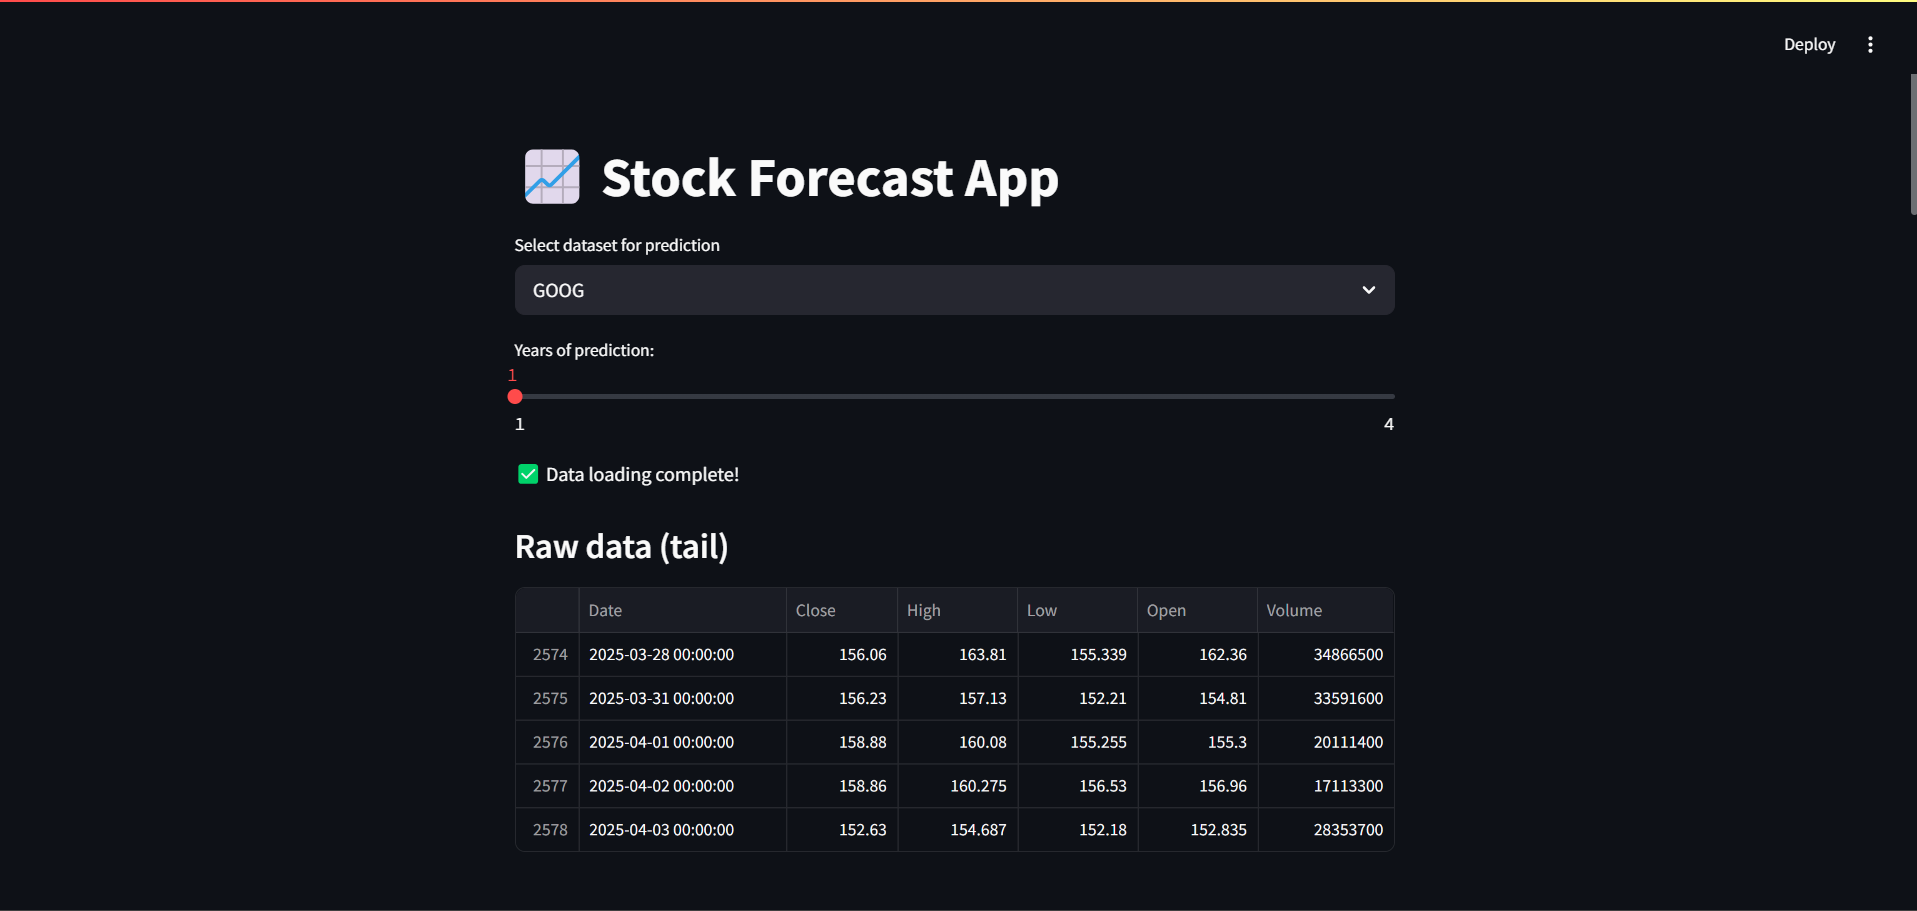 Deploy
Stock Forecast App
Select dataset for prediction
GOOG
Years of prediction:
1
1 4
Data loading complete!
Raw data (tail)
Date Close High Low Open Volume
2574 2025-03-28 00:00:00 156.06 163.81 155.339 162.36 34866500
2575 2025-03-31 00:00:00 156.23 157.13 152.21 154.81 33591600
2576 2025-04-01 00:00:00 158.88 160.08 155.255 155.3 20111400
2577 2025-04-02 00:00:00 158.86 160.275 156.53 156.96 17113300
2578 2025-04-03 00:00:00 152.63 154.687 152.18 152.835 28353700